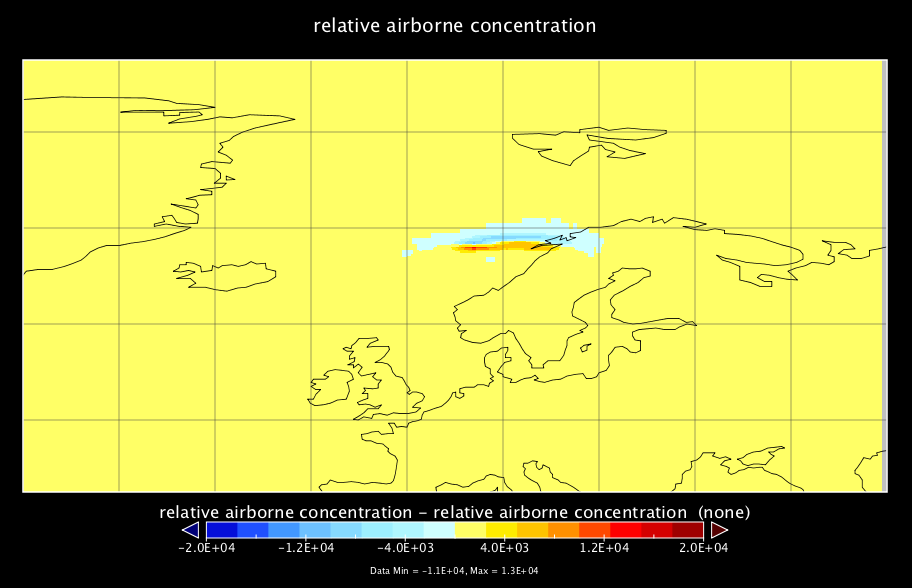 relative airborne concentration
relative airborne concentration − relative airborne concentration (none)
−2.0E+04 −1.2E+04 −4.0E+03 4.0E+03 1.2E+04 2.0E+04
Data Min = −1.1E+04, Max = 1.3E+04